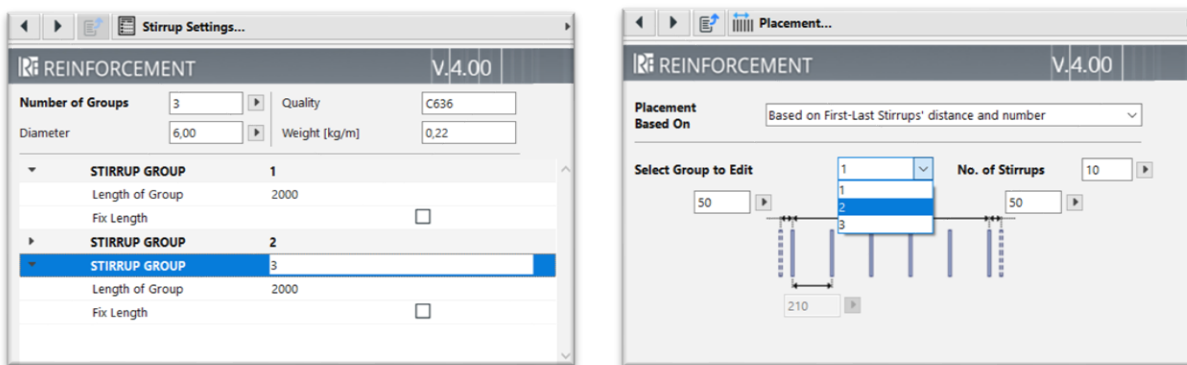 Stirrup Settings...
REINFORCEMENT V.4.00
Number of Groups 3 Quality C636
Diameter 6,00 Weight [kg/m] 0,22
STIRRUP GROUP 1
Length of Group 2000
Fix Length
STIRRUP GROUP 2
STIRRUP GROUP 3
Length of Group 2000
Fix Length
Placement...
REINFORCEMENT V.4.00
Placement
Based On
Based on First-Last Stirrups' distance and number
Select Group to Edit 1 No. of Stirrups 10
1
50 2 50
3
210